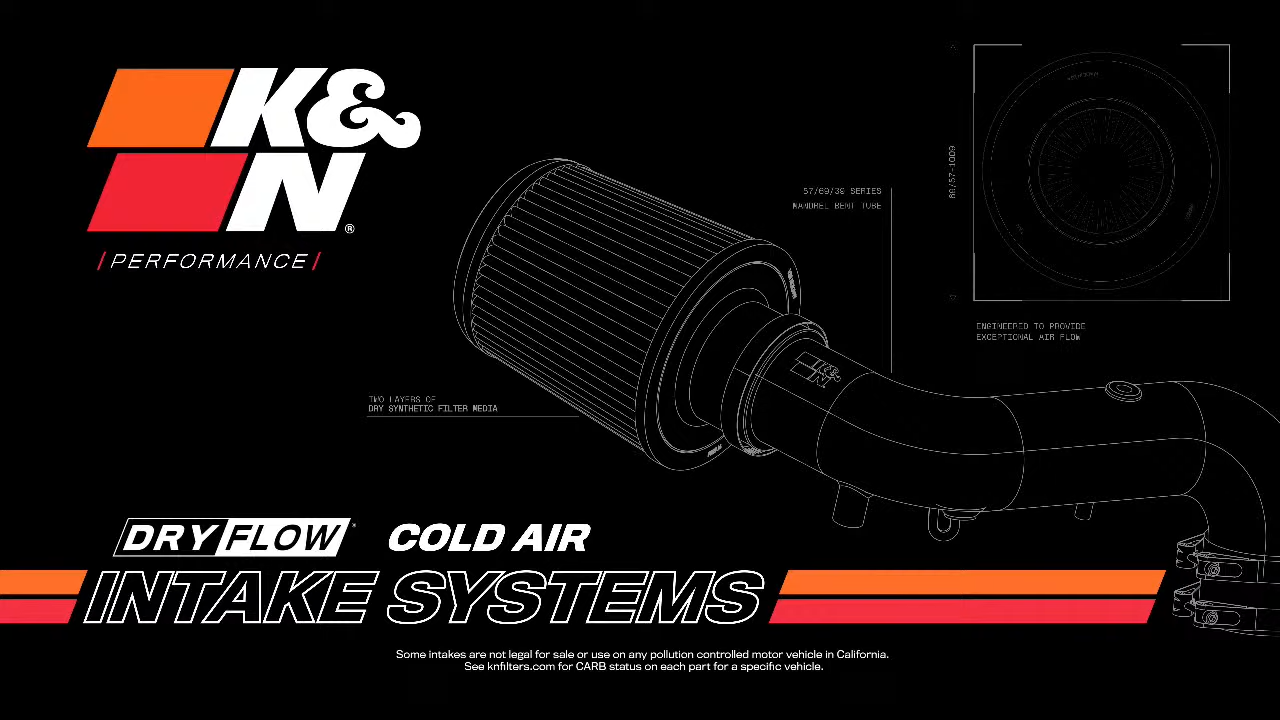 K&
N®
/PERFORMANCE/
57/69/39 SERIES
MANDREL BENT TUBE
ENGINEERED TO PROVIDE
EXCEPTIONAL AIR FLOW
K&
N
TWO LAYERS OF
DRY SYNTHETIC FILTER MEDIA
DRYFLOW COLD AIR
INTAKE SYSTEMS
Some intakes are not legal for sale or use on any pollution controlled motor vehicle in California.
See knfilters.com for CARB status on each part for a specific vehicle.